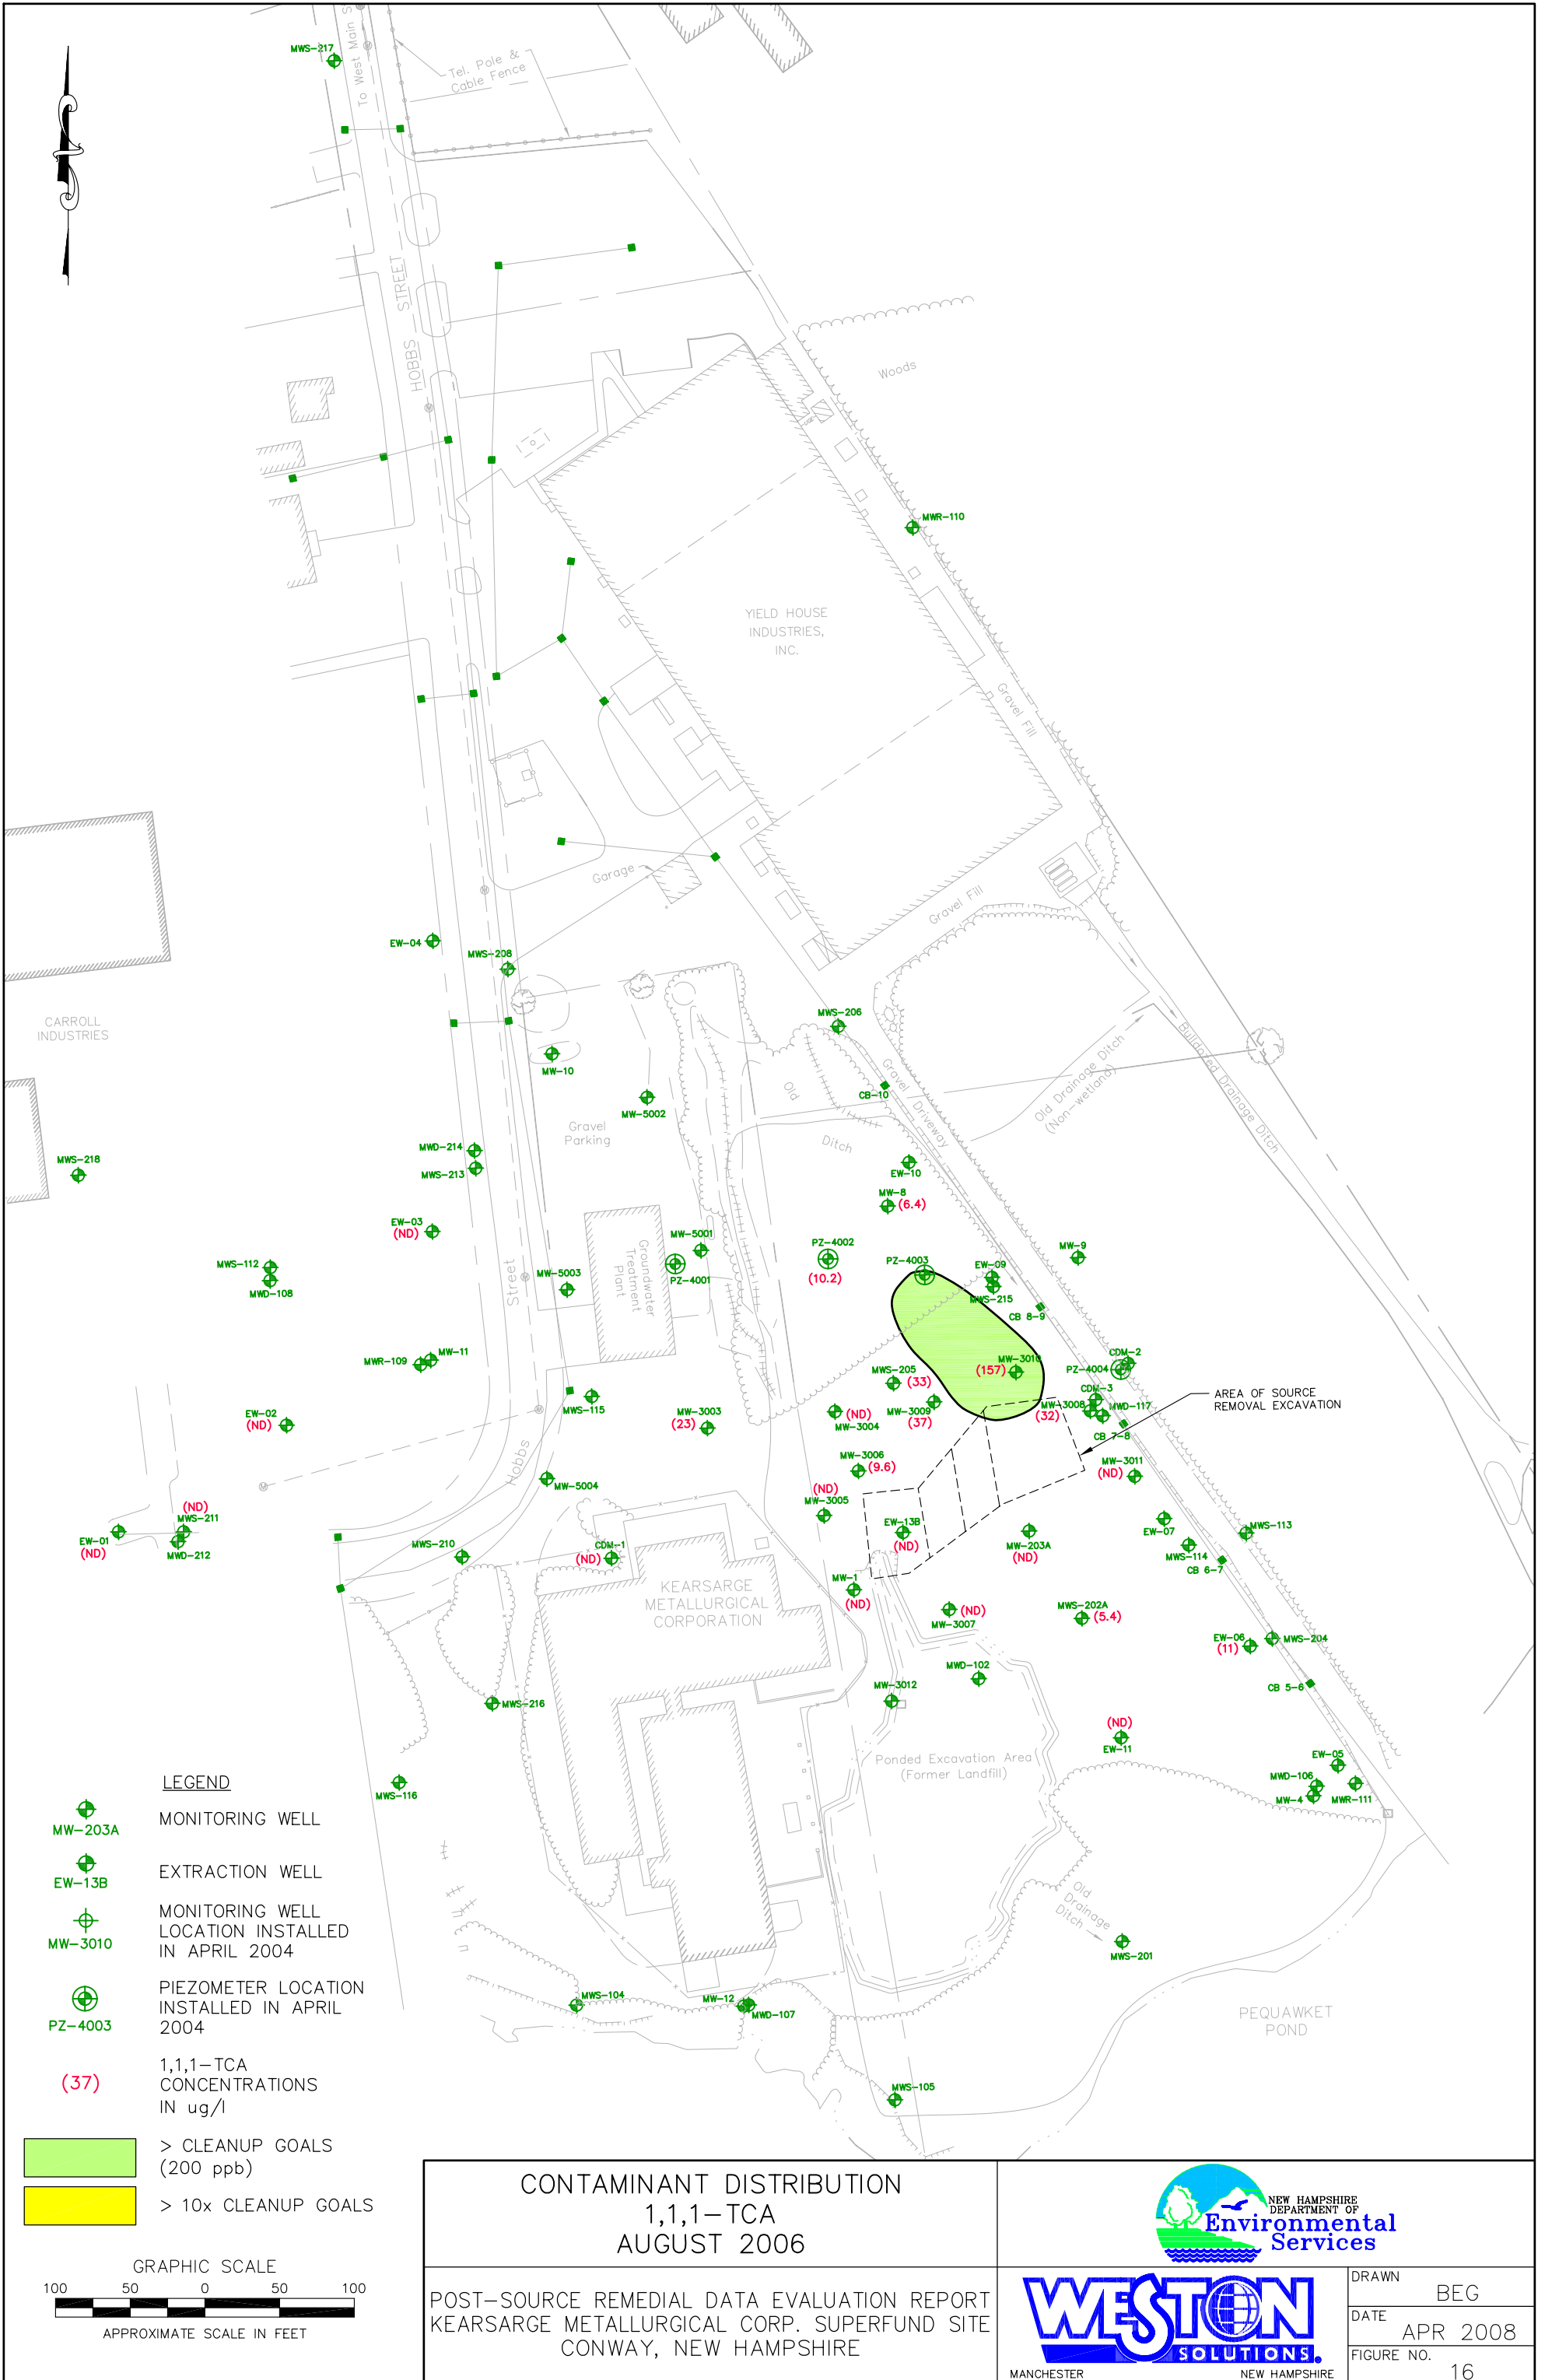 MWS-217
To West Main S
Tel. Pole &
Cable Fence
HOBBS STREET
Woods
MWR-110
YIELD HOUSE
INDUSTRIES,
INC.
Gravel Fill
Garage
Gravel Fill
EW-04
MWS-208
CARROLL
INDUSTRIES
MWS-206
MW-10
CB-10
MW-5002
Gravel Driveway
Old Drainage Ditch
(Non-wetland)
Bulldozed Drainage Ditch
Old
Ditch
Gravel
Parking
MWD-214
MWS-213
MWS-218
EW-10
MW-8
(6.4)
EW-03
(ND)
MW-5001
PZ-4002
(10.2)
MW-9
PZ-4003
EW-09
MWS-215
MWS-112
MWD-108
PZ-4001
MW-5003
Groundwater
Treatment
Plant
Street
CB 8-9
MWR-109
MW-11
MW-3010
(157)
CDM-2
PZ-4004
MWS-205
(33)
CDM-3
MWS-115
MW-3008
(32)
MWD-117
AREA OF SOURCE
REMOVAL EXCAVATION
EW-02
(ND)
MW-3003
(23)
(ND)
MW-3004
MW-3009
(37)
CB 7-8
Hobbs
MW-5004
MW-3006
(9.6)
MW-3011
(ND)
(ND)
MW-3005
(ND)
MWS-211
EW-01
(ND)
MWD-212
EW-13B
(ND)
MW-203A
(ND)
EW-07
MWS-113
MWS-114
CB 6-7
MWS-210
CDM-1
(ND)
KEARSARGE
METALLURGICAL
CORPORATION
MW-1
(ND)
(ND)
MW-3007
MWS-202A
(5.4)
EW-06
(11)
MWS-204
MWD-102
CB 5-6
MWS-216
MW-3012
(ND)
EW-11
Ponded Excavation Area
(Former Landfill)
EW-05
MWD-106
MW-4
MWR-111
MWS-116
Old
Drainage
Ditch
MWS-201
MWS-104
MW-12
MWD-107
PEQUAWKET
POND
MWS-105
LEGEND
MW-203A
MONITORING WELL
EW-13B
EXTRACTION WELL
MW-3010
MONITORING WELL
LOCATION INSTALLED
IN APRIL 2004
PZ-4003
PIEZOMETER LOCATION
INSTALLED IN APRIL
2004
(37)
1,1,1-TCA
CONCENTRATIONS
IN ug/l
> CLEANUP GOALS
(200 ppb)
> 10x CLEANUP GOALS
GRAPHIC SCALE
100 50 0 50 100
APPROXIMATE SCALE IN FEET
CONTAMINANT DISTRIBUTION
1,1,1-TCA
AUGUST 2006
POST-SOURCE REMEDIAL DATA EVALUATION REPORT
KEARSARGE METALLURGICAL CORP. SUPERFUND SITE
CONWAY, NEW HAMPSHIRE
NEW HAMPSHIRE
DEPARTMENT OF
Environmental
Services
WESTON
SOLUTIONS®
MANCHESTER NEW HAMPSHIRE
DRAWN
BEG
DATE
APR 2008
FIGURE NO.
16